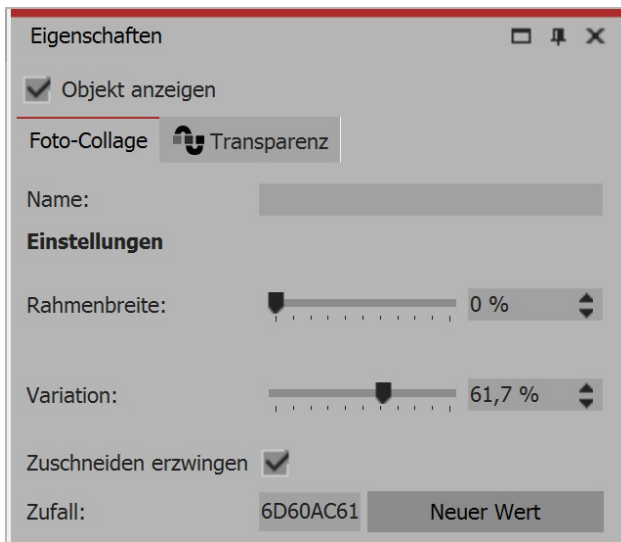 Eigenschaften
Objekt anzeigen
Foto-Collage Transparenz
Name:
Einstellungen
Rahmenbreite: 0 %
Variation: 61,7 %
Zuschneiden erzwingen
Zufall: 6D60AC61 Neuer Wert